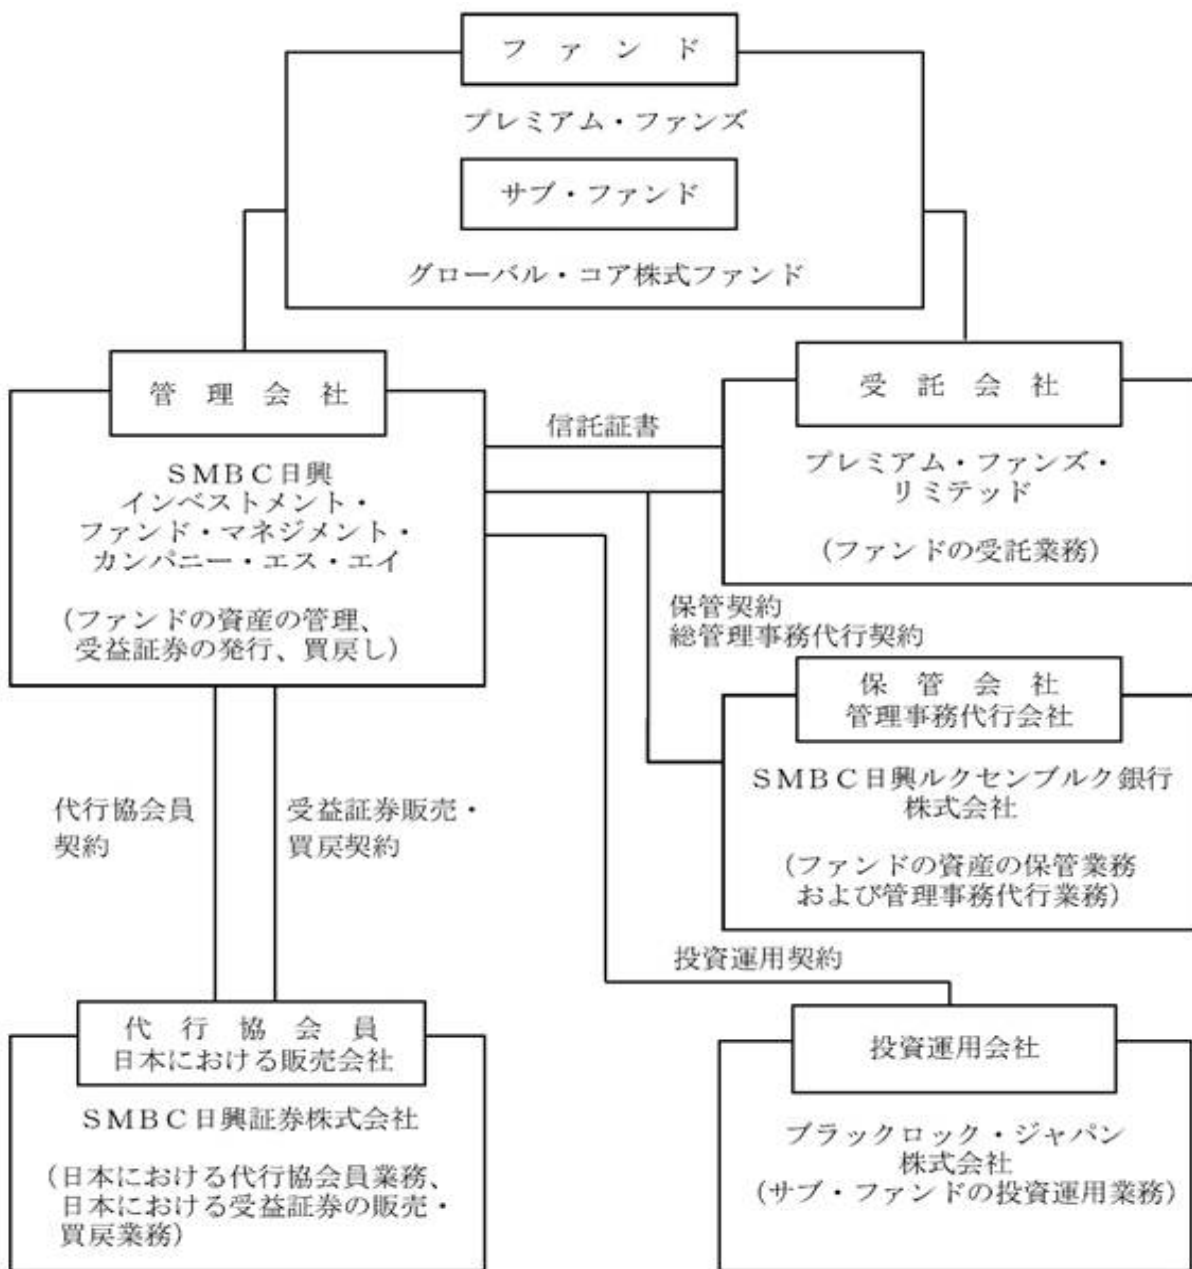 ファンド
プレミアム・ファンズ
サブ・ファンド
グローバル・コア株式ファンド
管理会社
SMBC日興
インベストメント・
ファンド・マネジメント・
カンパニー・エス・エイ
(ファンドの資産の管理、
受益証券の発行、買戻し)
信託証書
受託会社
プレミアム・ファンズ・
リミテッド
(ファンドの受託業務)
保管契約
総管理事務代行契約
保管会社
管理事務代行会社
SMBC日興ルクセンブルク銀行
株式会社
(ファンドの資産の保管業務
および管理事務代行業務)
代行協会員
契約
受益証券販売・
買戻契約
投資運用契約
代行協会員
日本における販売会社
SMBC日興証券株式会社
(日本における代行協会員業務、
日本における受益証券の販売・
買戻業務)
投資運用会社
ブラックロック・ジャパン
株式会社
(サブ・ファンドの投資運用業務)